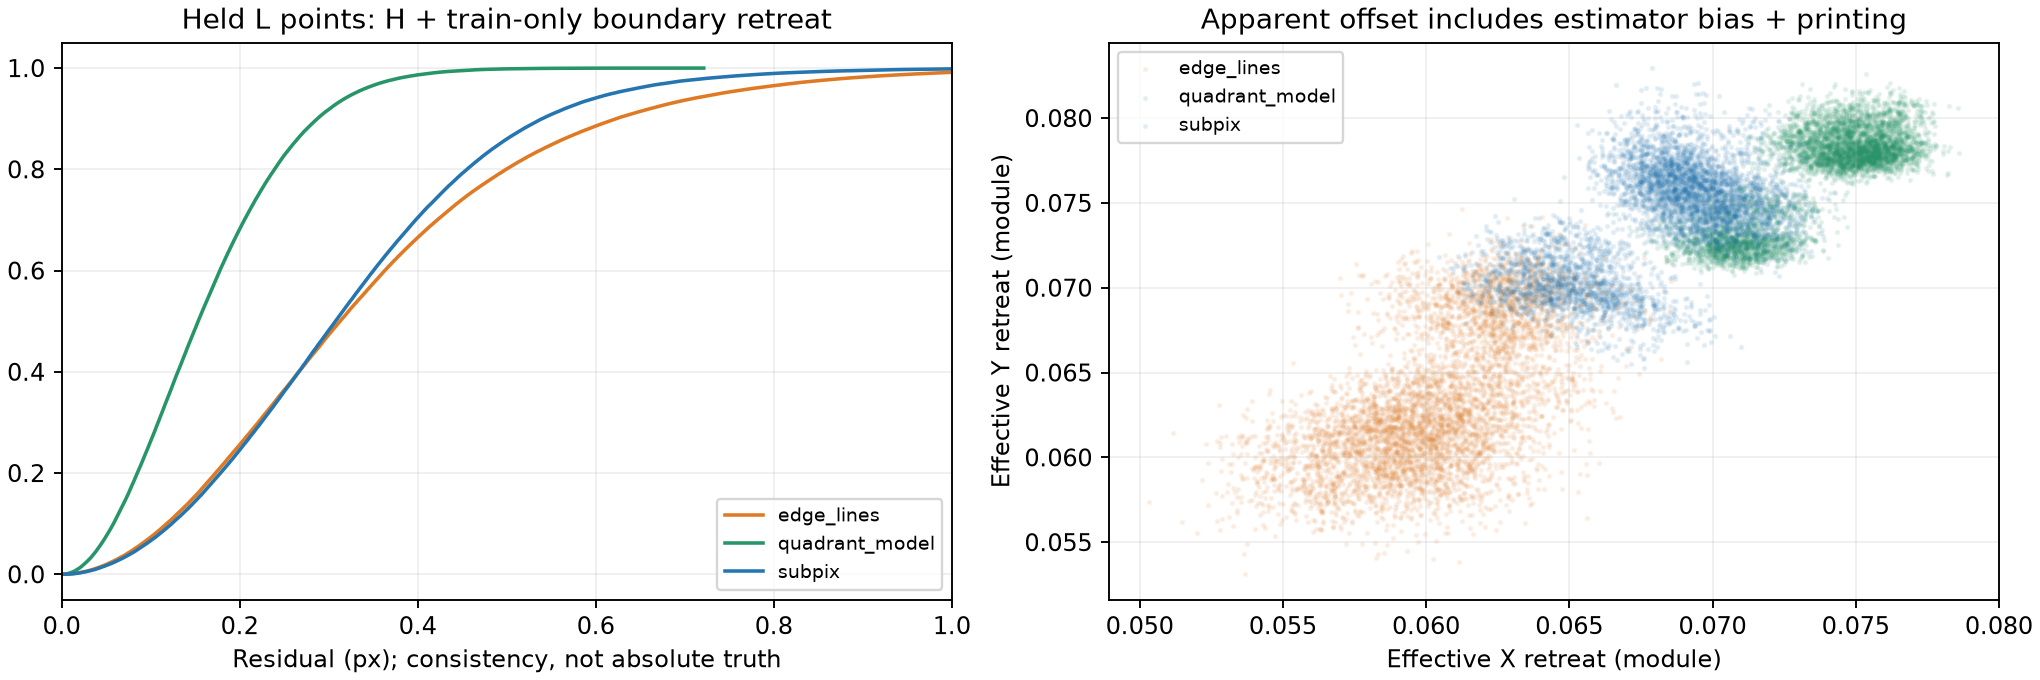 Held L points: H + train-only boundary retreat
1.0
0.8
0.6
0.4
0.2
0.0
edge_lines
quadrant_model
subpix
0.0 0.2 0.4 0.6 0.8 1.0
Residual (px); consistency, not absolute truth
Apparent offset includes estimator bias + printing
edge_lines
quadrant_model
subpix
Effective Y retreat (module)
0.080
0.075
0.070
0.065
0.060
0.055
0.050 0.055 0.060 0.065 0.070 0.075 0.080
Effective X retreat (module)